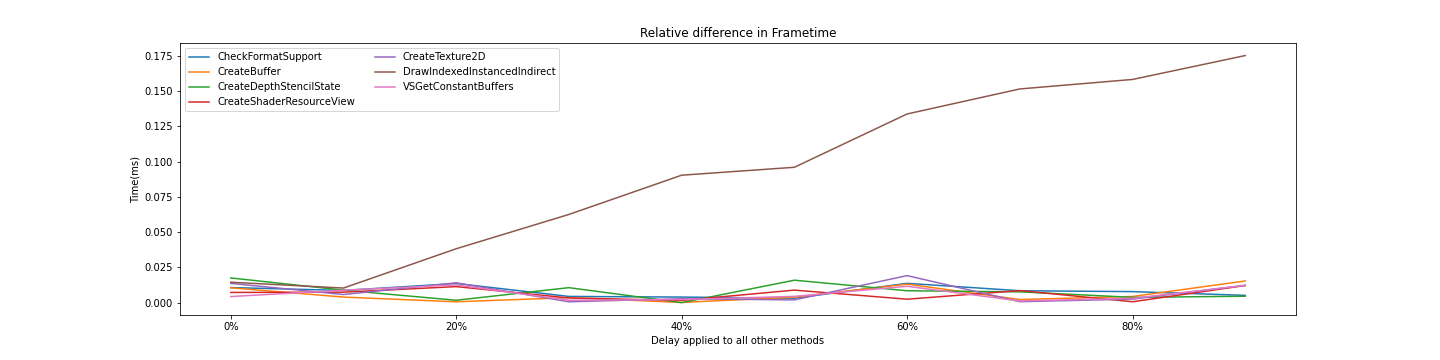 Relative difference in Frametime
CheckFormatSupport
CreateBuffer
CreateDepthStencilState
CreateShaderResourceView
CreateTexture2D
DrawIndexedInstancedIndirect
VSGetConstantBuffers
0.175
0.150
0.125
0.100
0.075
0.050
0.025
0.000
Time(ms)
0%
20%
40%
60%
80%
Delay applied to all other methods